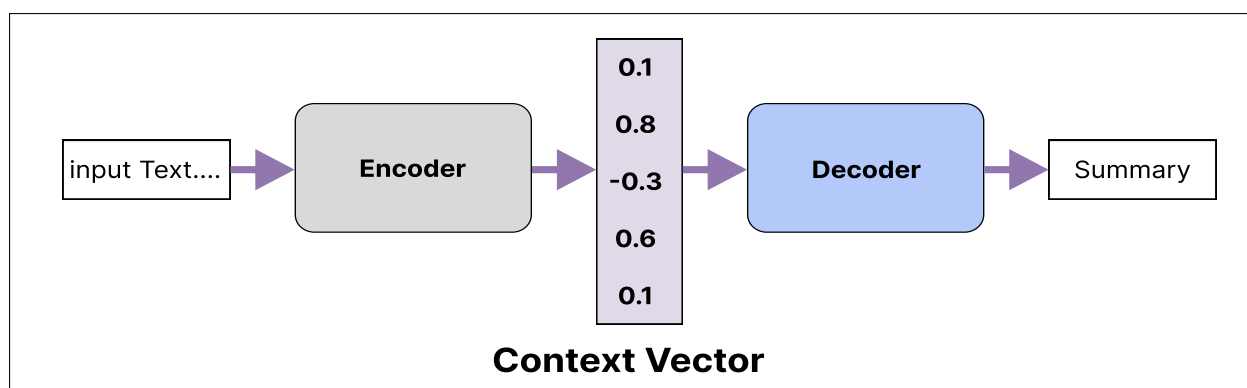 input Text....
Encoder
0.1
0.8
-0.3
0.6
0.1
Decoder
Summary
Context Vector